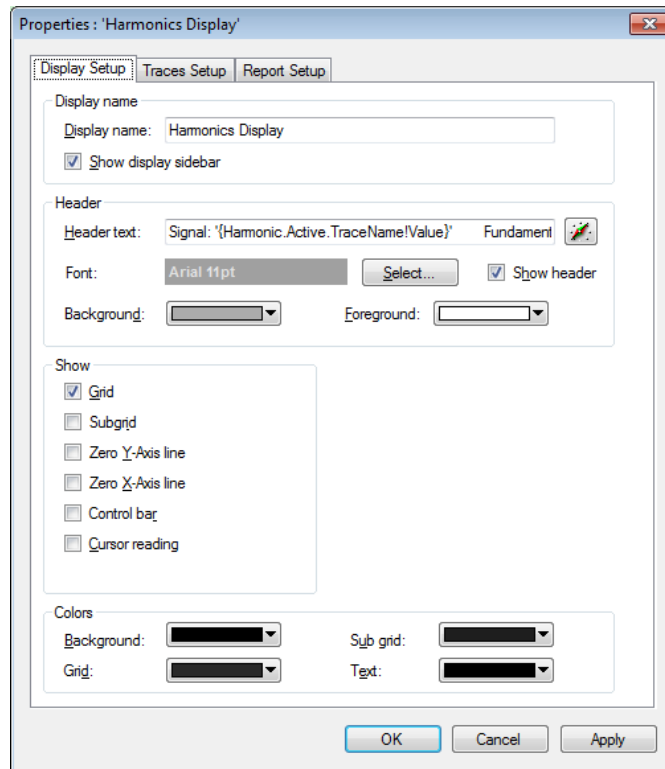 Properties : 'Harmonics Display'
Display Setup Traces Setup Report Setup
Display name
Display name: Harmonics Display
Show display sidebar
Header
Header text: Signal: '{Harmonic.Active.TraceName!Value}' Fundament
Font: Arial 11pt Select... Show header
Background: Foreground:
Show
Grid
Subgrid
Zero Y-Axis line
Zero X-Axis line
Control bar
Cursor reading
Colors
Background: Sub grid:
Grid: Text:
OK Cancel Apply